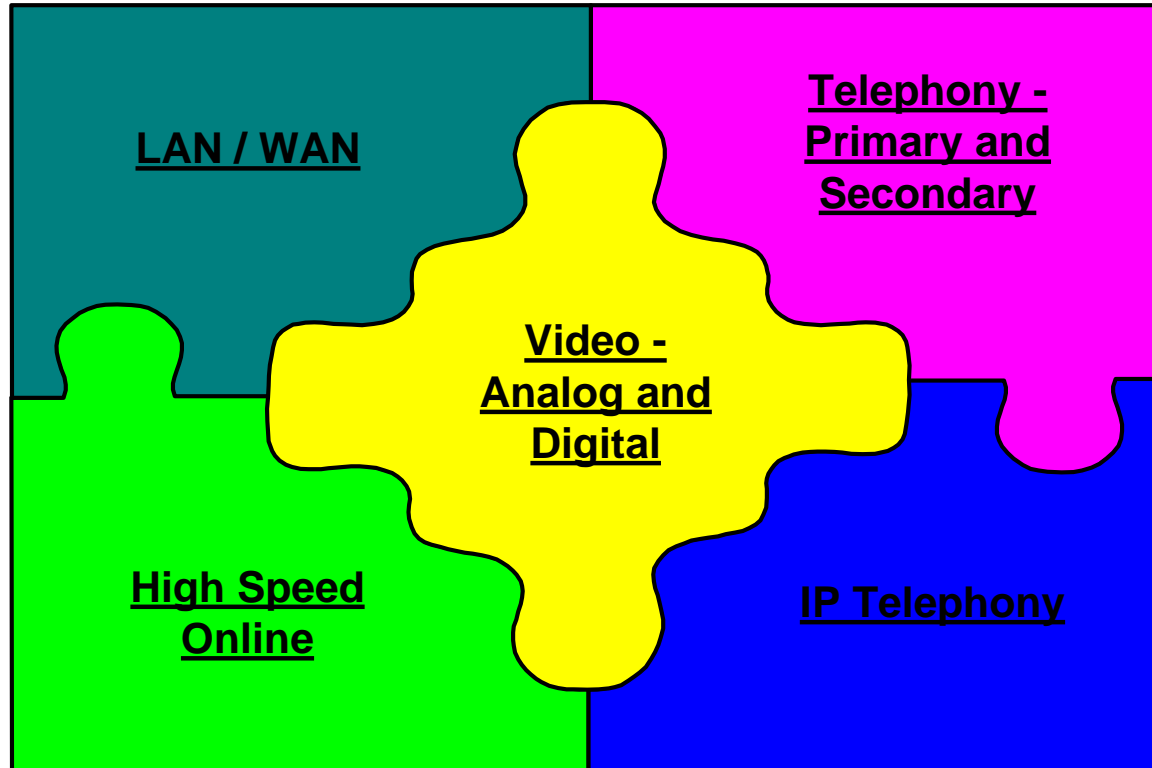 LAN / WAN
Telephony -
Primary and
Secondary
Video -
Analog and
Digital
High Speed
Online
IP Telephony